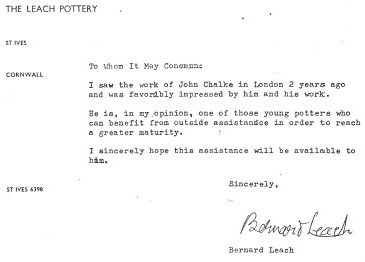 THE LEACH POTTERY
ST IVES
CORNWALL
To Whom It May Concern:
I saw the work of John Chalke in London 2 years ago
and was favoribly impressed by him and his work.
He is, in my opinion, one of those young potters who
can benefit from outside assistance in order to reach
a greater maturity.
I sincerely hope this assistance will be available to
him.
ST IVES 6398
Sincerely,
Bernard Leach
Bernard Leach